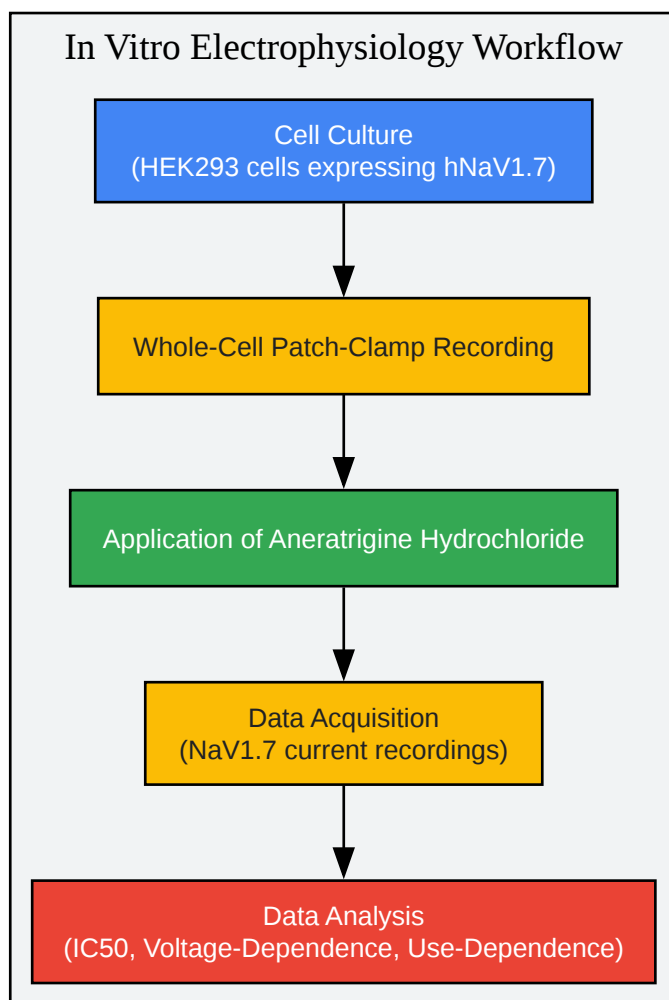 In Vitro Electrophysiology Workflow
Cell Culture
(HEK293 cells expressing hNaV1.7)
Whole-Cell Patch-Clamp Recording
Application of Aneratrigine Hydrochloride
Data Acquisition
(NaV1.7 current recordings)
Data Analysis
(IC50, Voltage-Dependence, Use-Dependence)